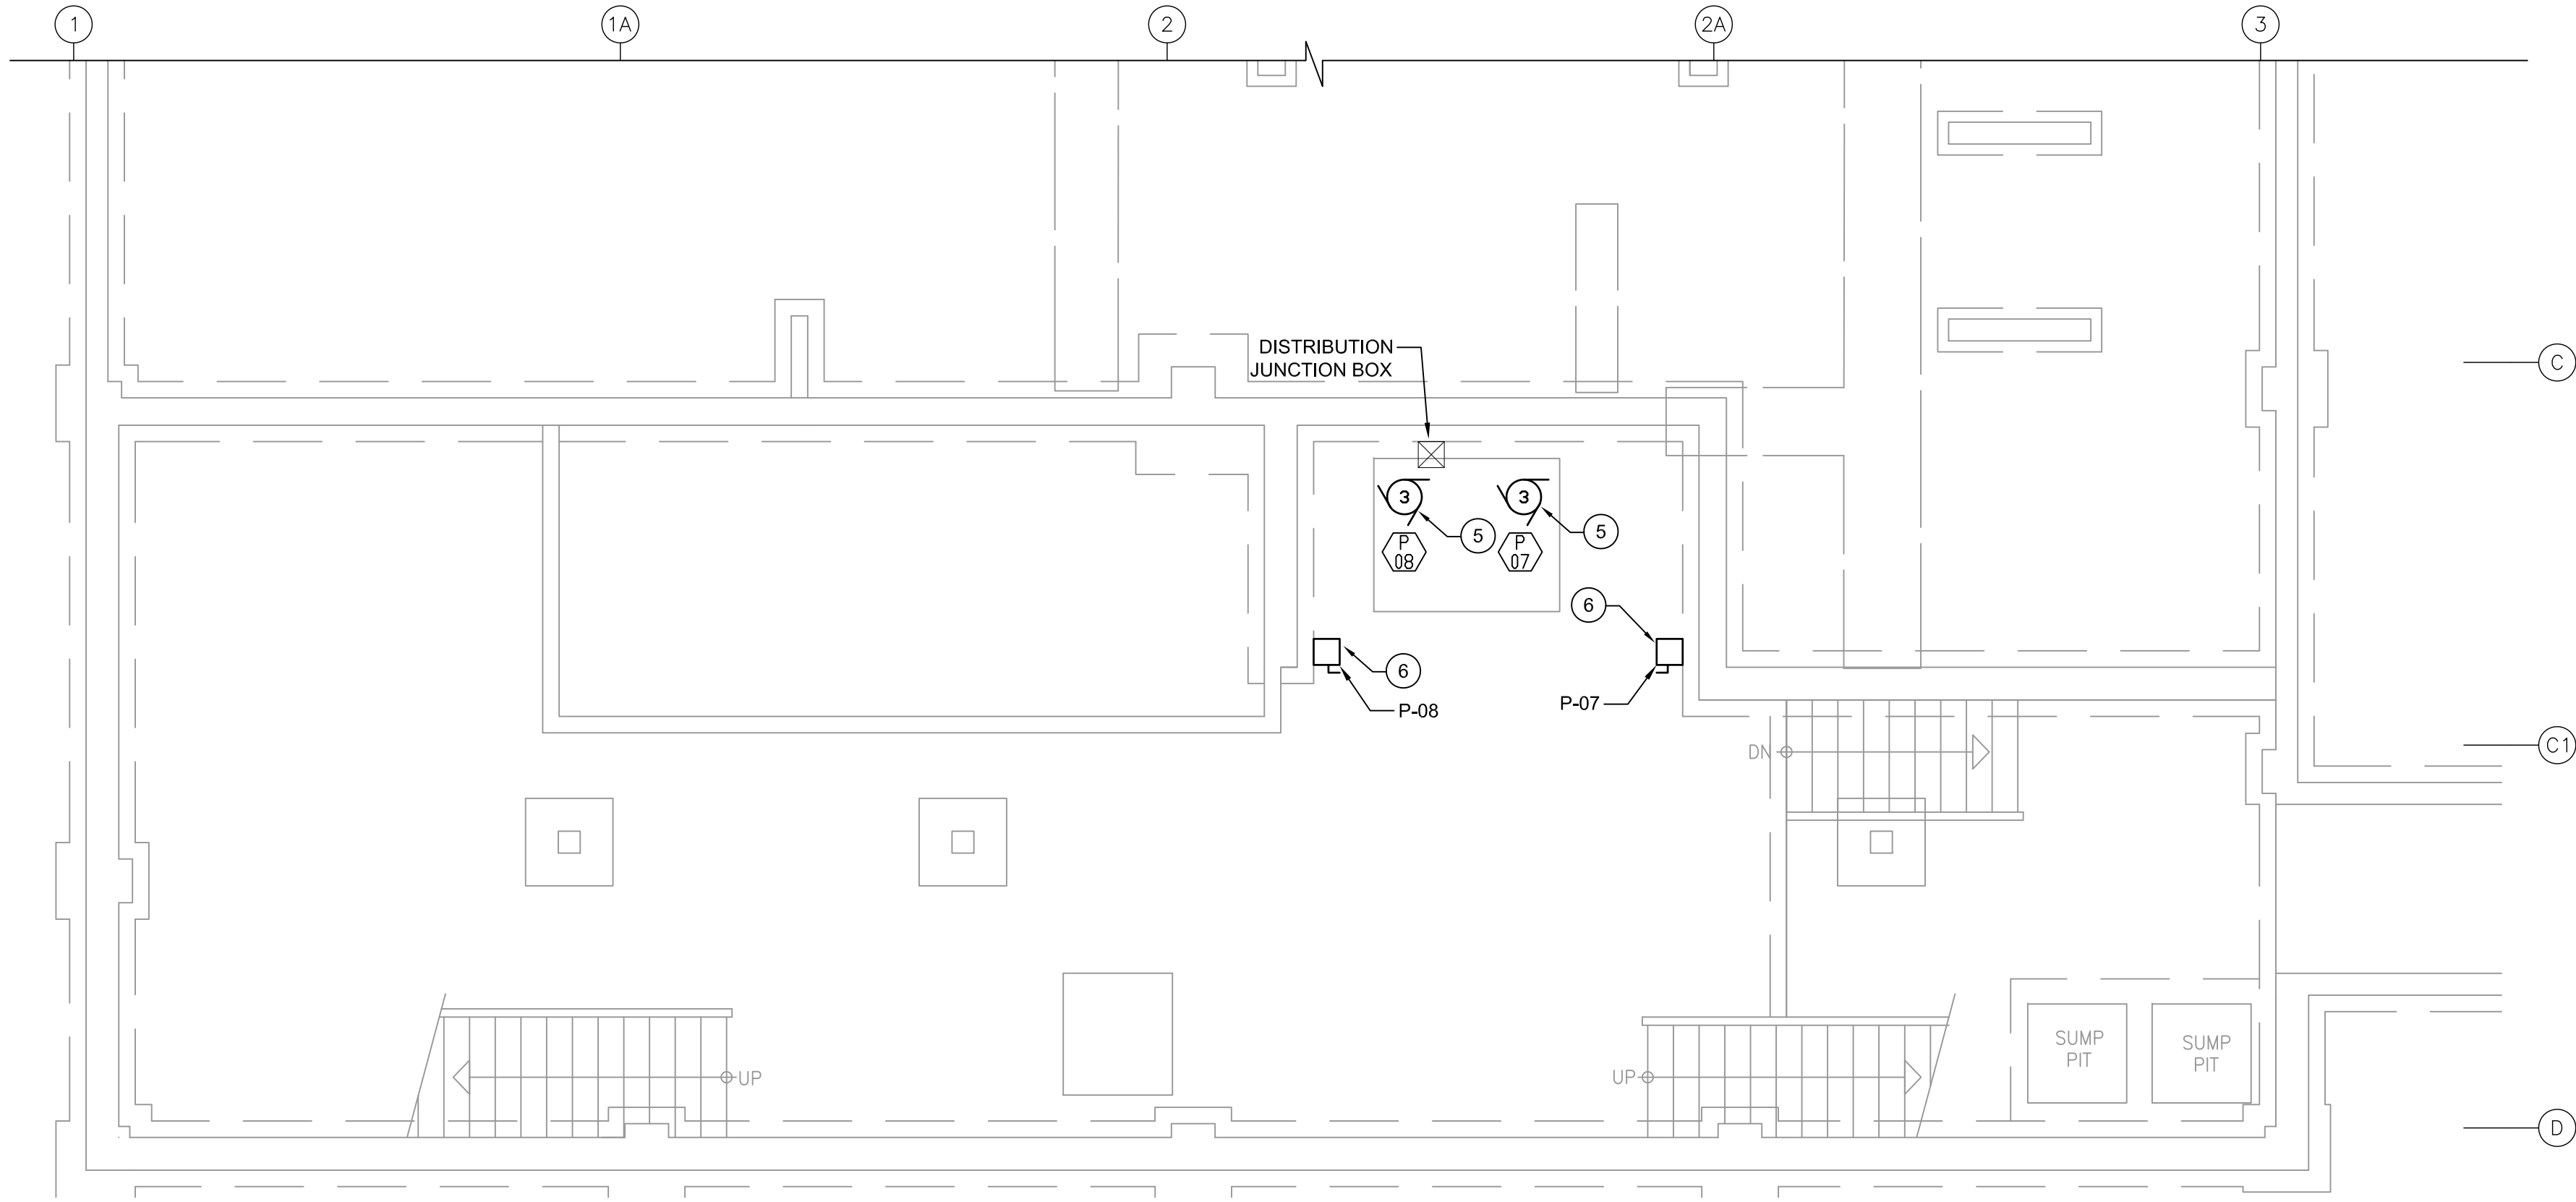 1
1A
2
2A
3
DISTRIBUTION
JUNCTION BOX
C
3
3
5
5
P
08
P
07
6
6
P-08
P-07
DN
C1
SUMP
PIT
SUMP
PIT
UP
UP
D